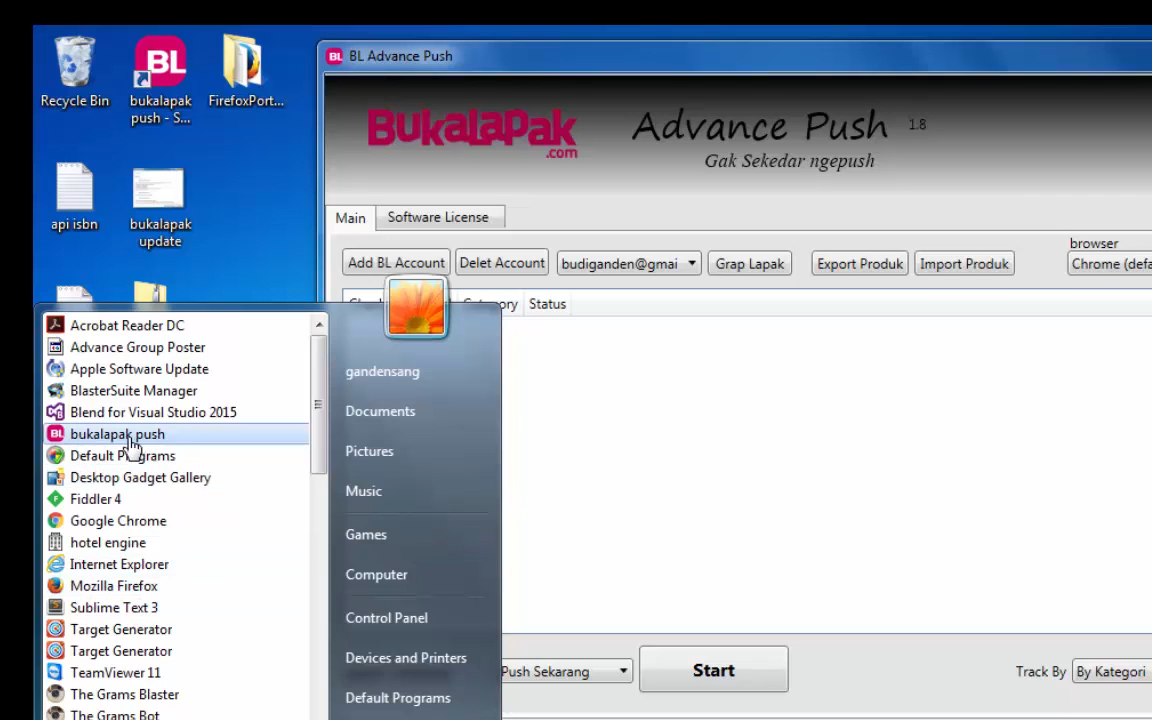 Recycle Bin
bukalapak
push - S...
FirefoxPort...
api isbn
bukalapak
update
BL
BL Advance Push
BukalaPak
.com
Advance Push 1.8
Gak Sekedar ngepush
Main
Software License
Add BL Account
Delet Account
budiganden@gmai
Grap Lapak
Export Produk
Import Produk
browser
Chrome (defa
Status
Acrobat Reader DC
Advance Group Poster
Apple Software Update
BlasterSuite Manager
Blend for Visual Studio 2015
bukalapak push
Default Programs
Desktop Gadget Gallery
Fiddler 4
Google Chrome
hotel engine
Internet Explorer
Mozilla Firefox
Sublime Text 3
Target Generator
Target Generator
TeamViewer 11
The Grams Blaster
The Grams Bot
gandensang
Documents
Pictures
Music
Games
Computer
Control Panel
Devices and Printers
Default Programs
Push Sekarang
Start
Track By
By Kategori